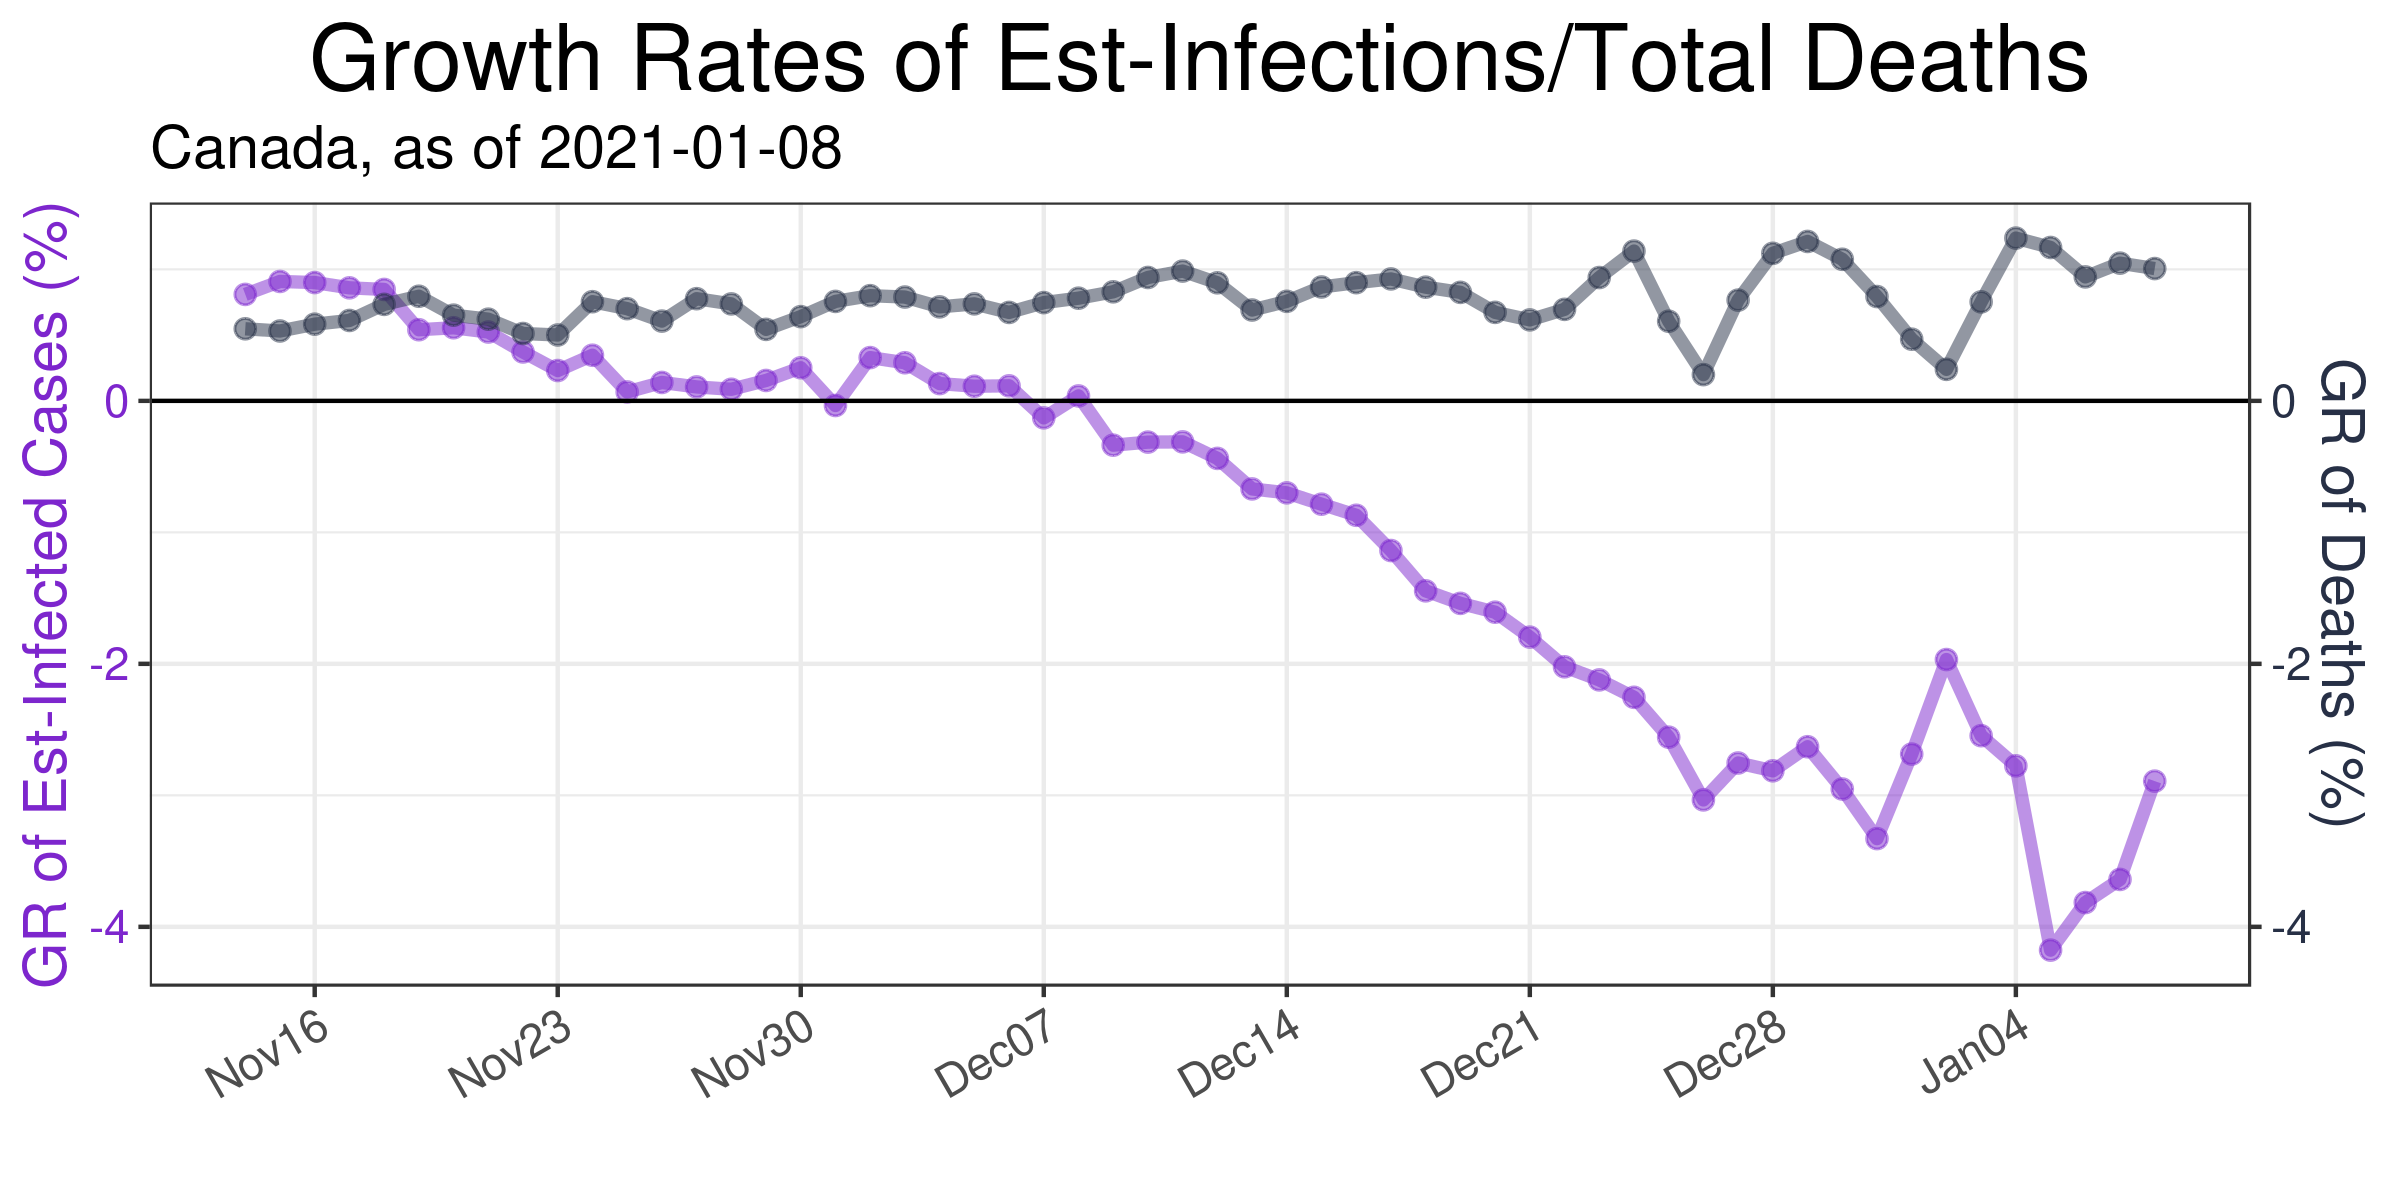 Growth Rates of Est-Infections/Total Deaths
Canada, as of 2021-01-08
GR of Est-Infected Cases (%)
0
-2
-4
0
-2
-4
GR of Deaths (%)
Nov16
Nov23
Nov30
Dec07
Dec14
Dec21
Dec28
Jan04